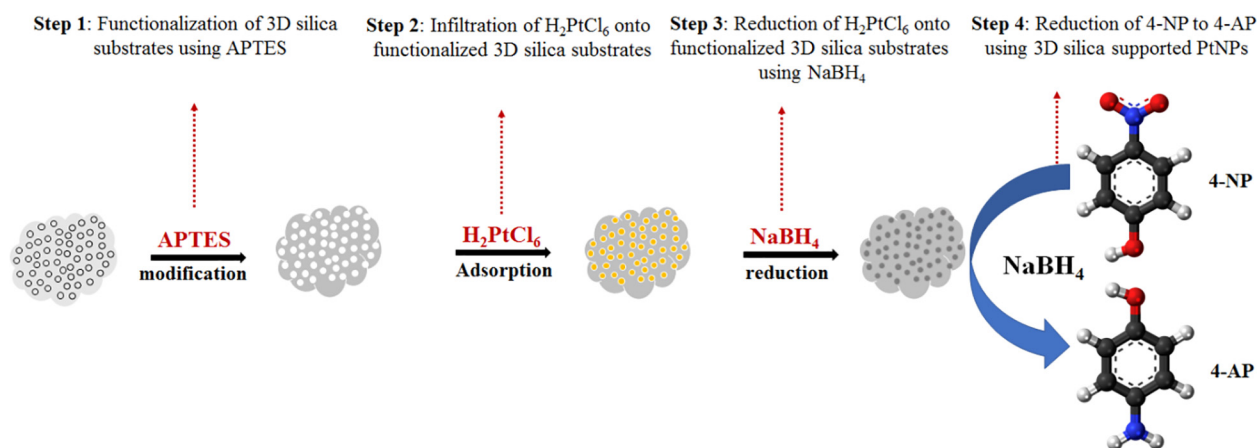 Step 1: Functionalization of 3D silica
substrates using APTES
Step 2: Infiltration of H₂PtCl₆ onto
functionalized 3D silica substrates
Step 3: Reduction of H₂PtCl₆ onto
functionalized 3D silica substrates
using NaBH₄
Step 4: Reduction of 4-NP to 4-AP
using 3D silica supported PtNPs
APTES
modification
H₂PtCl₆
Adsorption
NaBH₄
reduction
4-NP
NaBH₄
4-AP